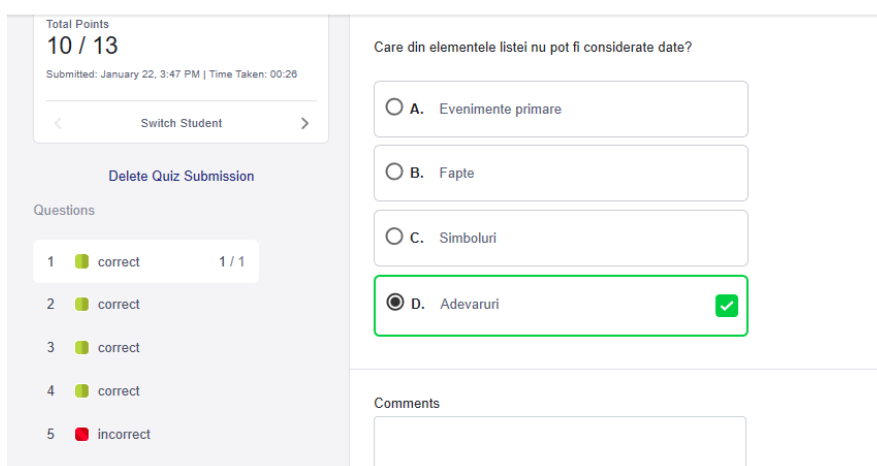 Total Points
10 / 13
Submitted: January 22, 3:47 PM | Time Taken: 00:26
Switch Student
Delete Quiz Submission
Questions
1 correct 1 / 1
2 correct
3 correct
4 correct
5 incorrect
Care din elementele listei nu pot fi considerate date?
A. Evenimente primare
B. Fapte
C. Simboluri
D. Adevaruri
Comments